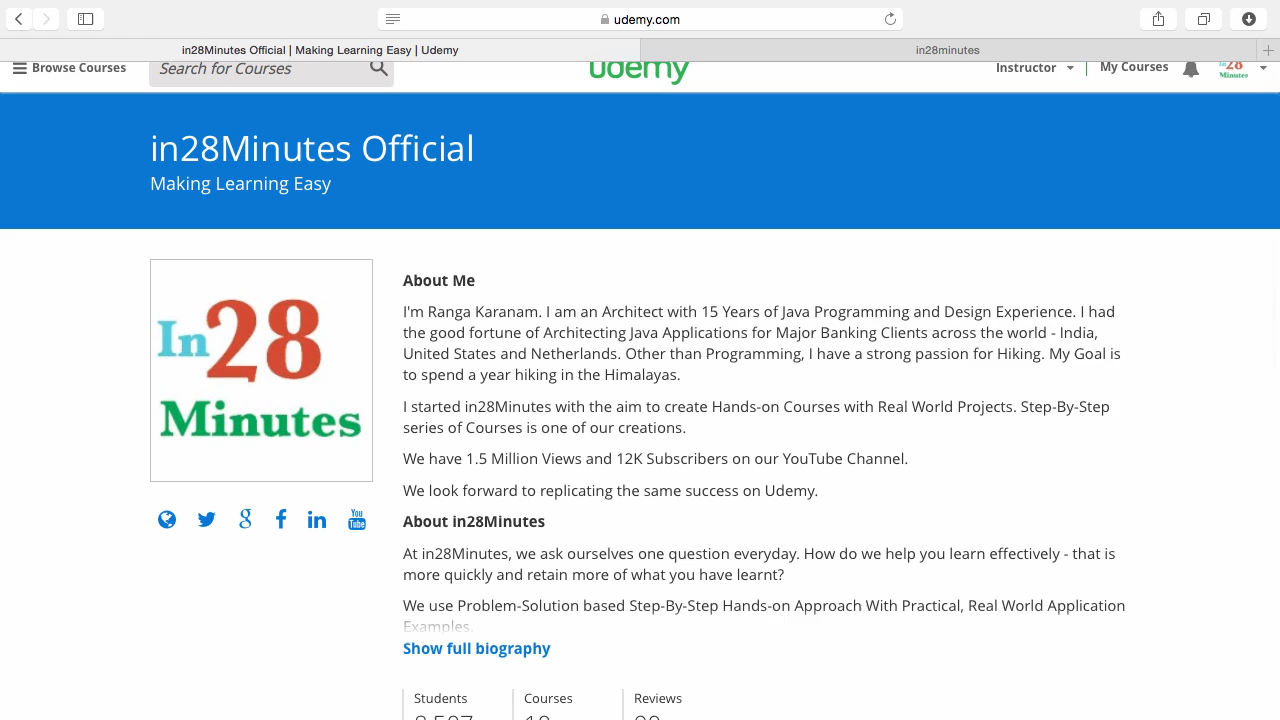 udemy.com
in28Minutes Official | Making Learning Easy | Udemy
in28minutes
Browse Courses
Search for Courses
udemy
Instructor
My Courses
28
Minutes
in28Minutes Official
Making Learning Easy
In28
Minutes
About Me
I'm Ranga Karanam. I am an Architect with 15 Years of Java Programming and Design Experience. I had
the good fortune of Architecting Java Applications for Major Banking Clients across the world - India,
United States and Netherlands. Other than Programming, I have a strong passion for Hiking. My Goal is
to spend a year hiking in the Himalayas.
I started in28Minutes with the aim to create Hands-on Courses with Real World Projects. Step-By-Step
series of Courses is one of our creations.
We have 1.5 Million Views and 12K Subscribers on our YouTube Channel.
We look forward to replicating the same success on Udemy.
You
Tube
About in28Minutes
At in28Minutes, we ask ourselves one question everyday. How do we help you learn effectively - that is
more quickly and retain more of what you have learnt?
We use Problem-Solution based Step-By-Step Hands-on Approach With Practical, Real World Application
Examples.
Show full biography
Students
Courses
Reviews